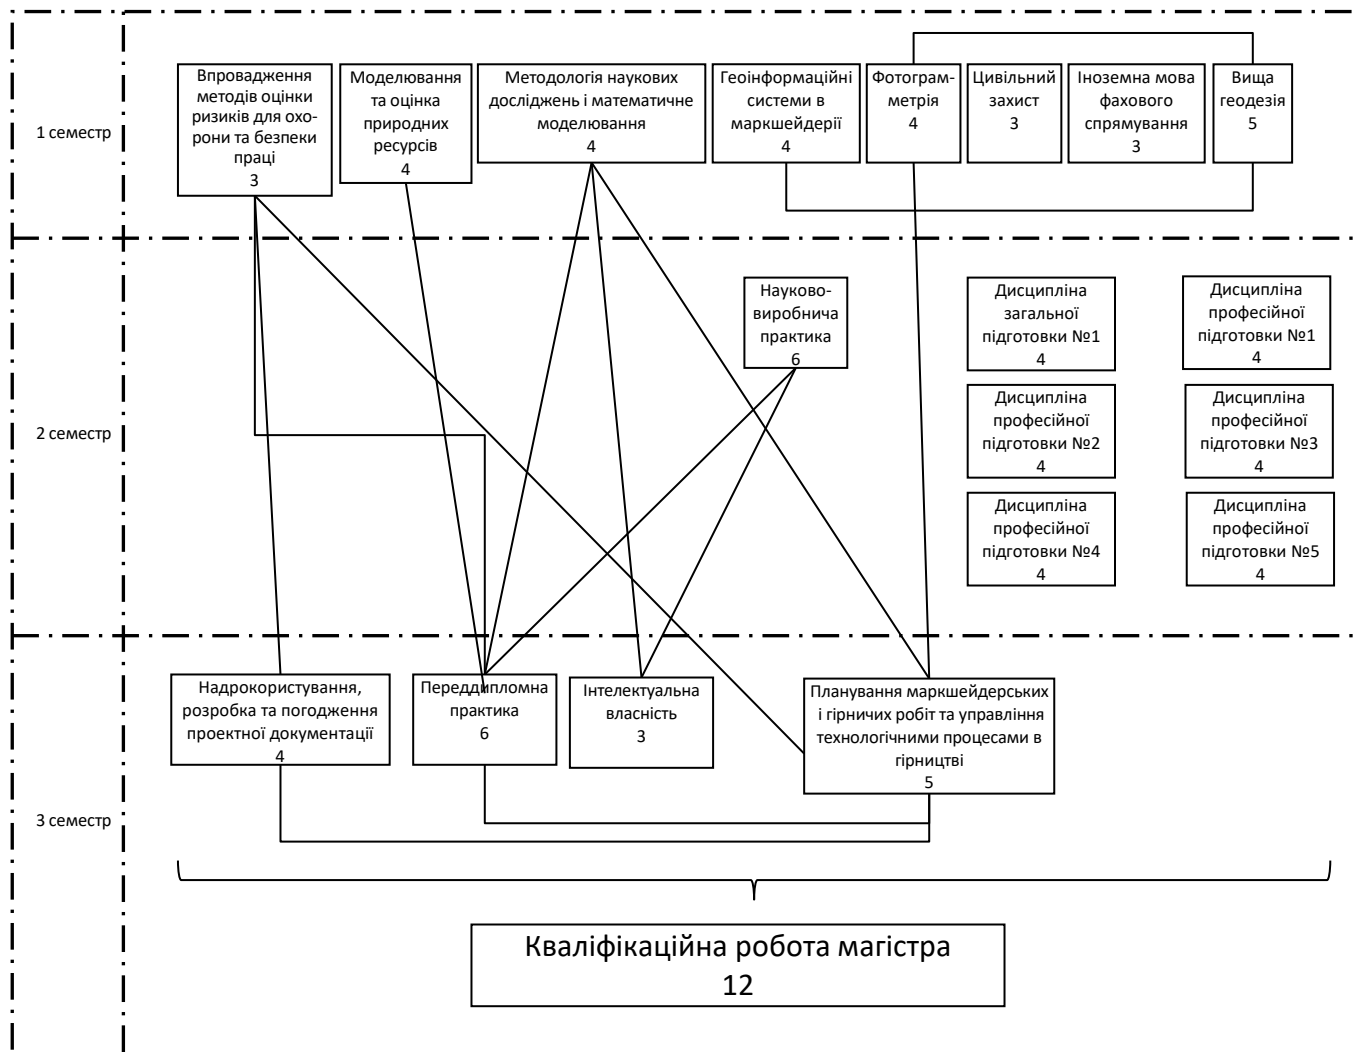 1 семестр
Впровадження
методів оцінки
ризиків для охо-
рони та безпеки
праці
3
Моделювання
та оцінка
природних
ресурсів
4
Методологія наукових
досліджень і математичне
моделювання
4
Геоінформаційні
системи в
маркшейдерії
4
Фотограм-
метрія
4
Цивільний
захист
3
Іноземна мова
фахового
спрямування
3
Вища
геодезія
5
2 семестр
Науково-
виробнича
практика
6
Дисципліна
загальної
підготовки №1
4
Дисципліна
професійної
підготовки №1
4
Дисципліна
професійної
підготовки №2
4
Дисципліна
професійної
підготовки №3
4
Дисципліна
професійної
підготовки №4
4
Дисципліна
професійної
підготовки №5
4
3 семестр
Надрокористування,
розробка та погодження
проектної документації
4
Переддипломна
практика
6
Інтелектуальна
власність
3
Планування маркшейдерських
і гірничих робіт та управління
технологічними процесами в
гірництві
5
Кваліфікаційна робота магістра
12